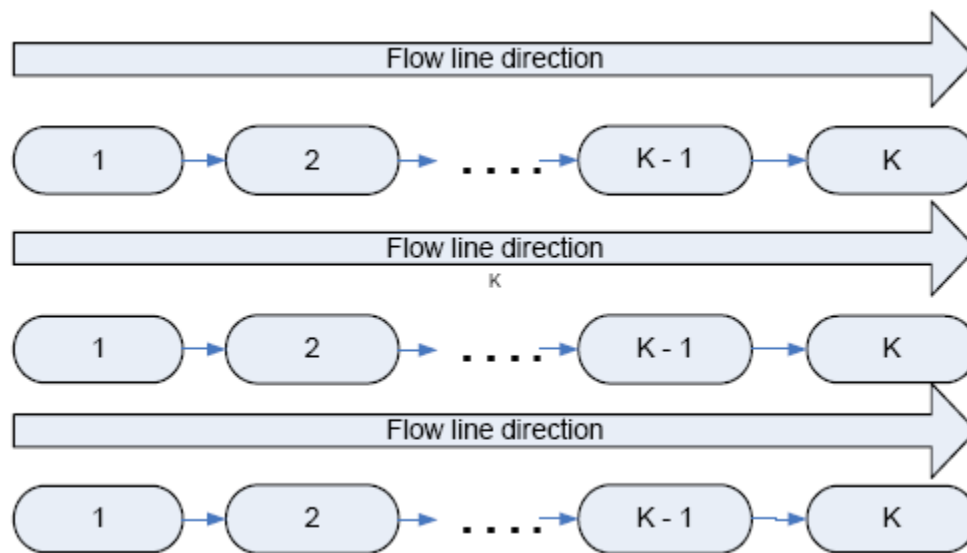 Flow line direction
1 2 .... K - 1 K
Flow line direction
K
1 2 .... K - 1 K
Flow line direction
1 2 .... K - 1 K